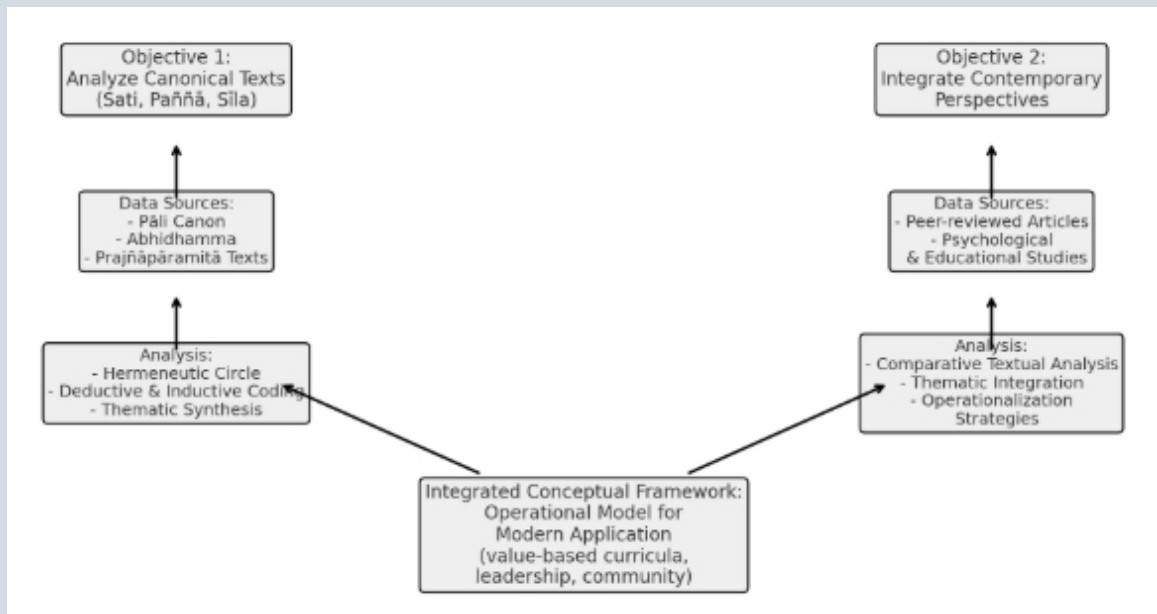 Objective 1:
Analyze Canonical Texts
(Sati, Paññā, Sīla)
Objective 2:
Integrate Contemporary
Perspectives
Data Sources:
- Pāli Canon
- Abhidhamma
- Prajñāpāramitā Texts
Data Sources:
- Peer-reviewed Articles
- Psychological
& Educational Studies
Analysis:
- Hermeneutic Circle
- Deductive & Inductive Coding
- Thematic Synthesis
Analysis:
- Comparative Textual Analysis
- Thematic Integration
- Operationalization
Strategies
Integrated Conceptual Framework:
Operational Model for
Modern Application
(value-based curricula,
leadership, community)